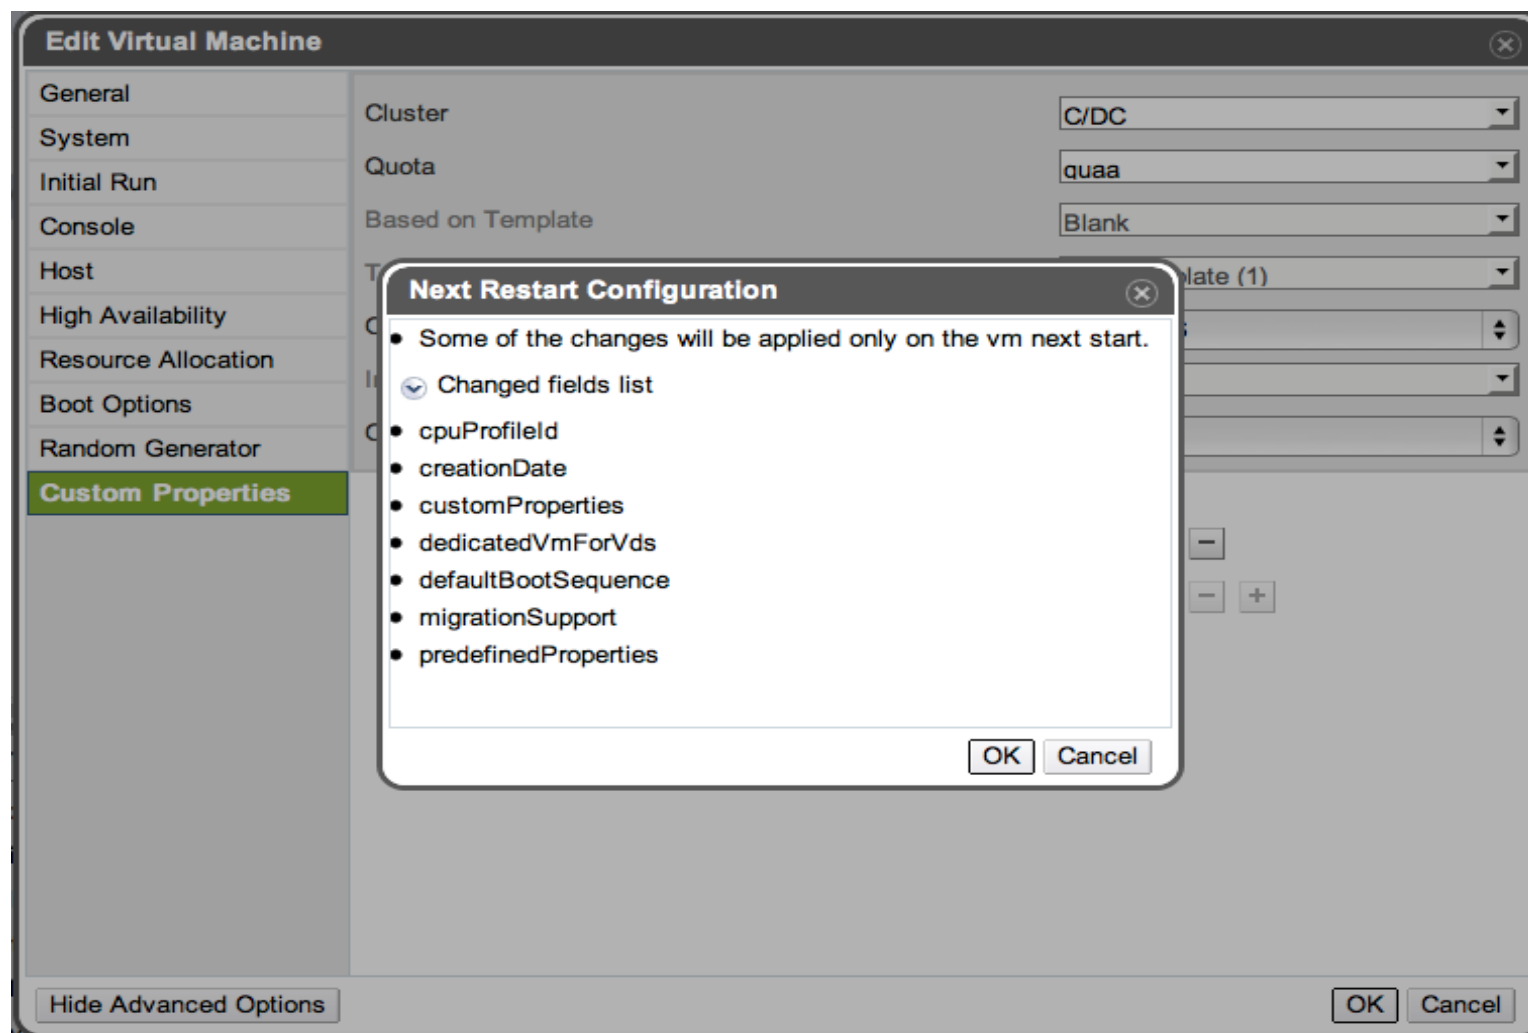 Edit Virtual Machine
General
System
Initial Run
Console
Host
High Availability
Resource Allocation
Boot Options
Random Generator
Custom Properties
Cluster
C/DC
Quota
quaa
Based on Template
Blank
(1)
Next Restart Configuration
Some of the changes will be applied only on the vm next start.
Changed fields list
cpuProfileId
creationDate
customProperties
dedicatedVmForVds
defaultBootSequence
migrationSupport
predefinedProperties
OK Cancel
Hide Advanced Options
OK Cancel